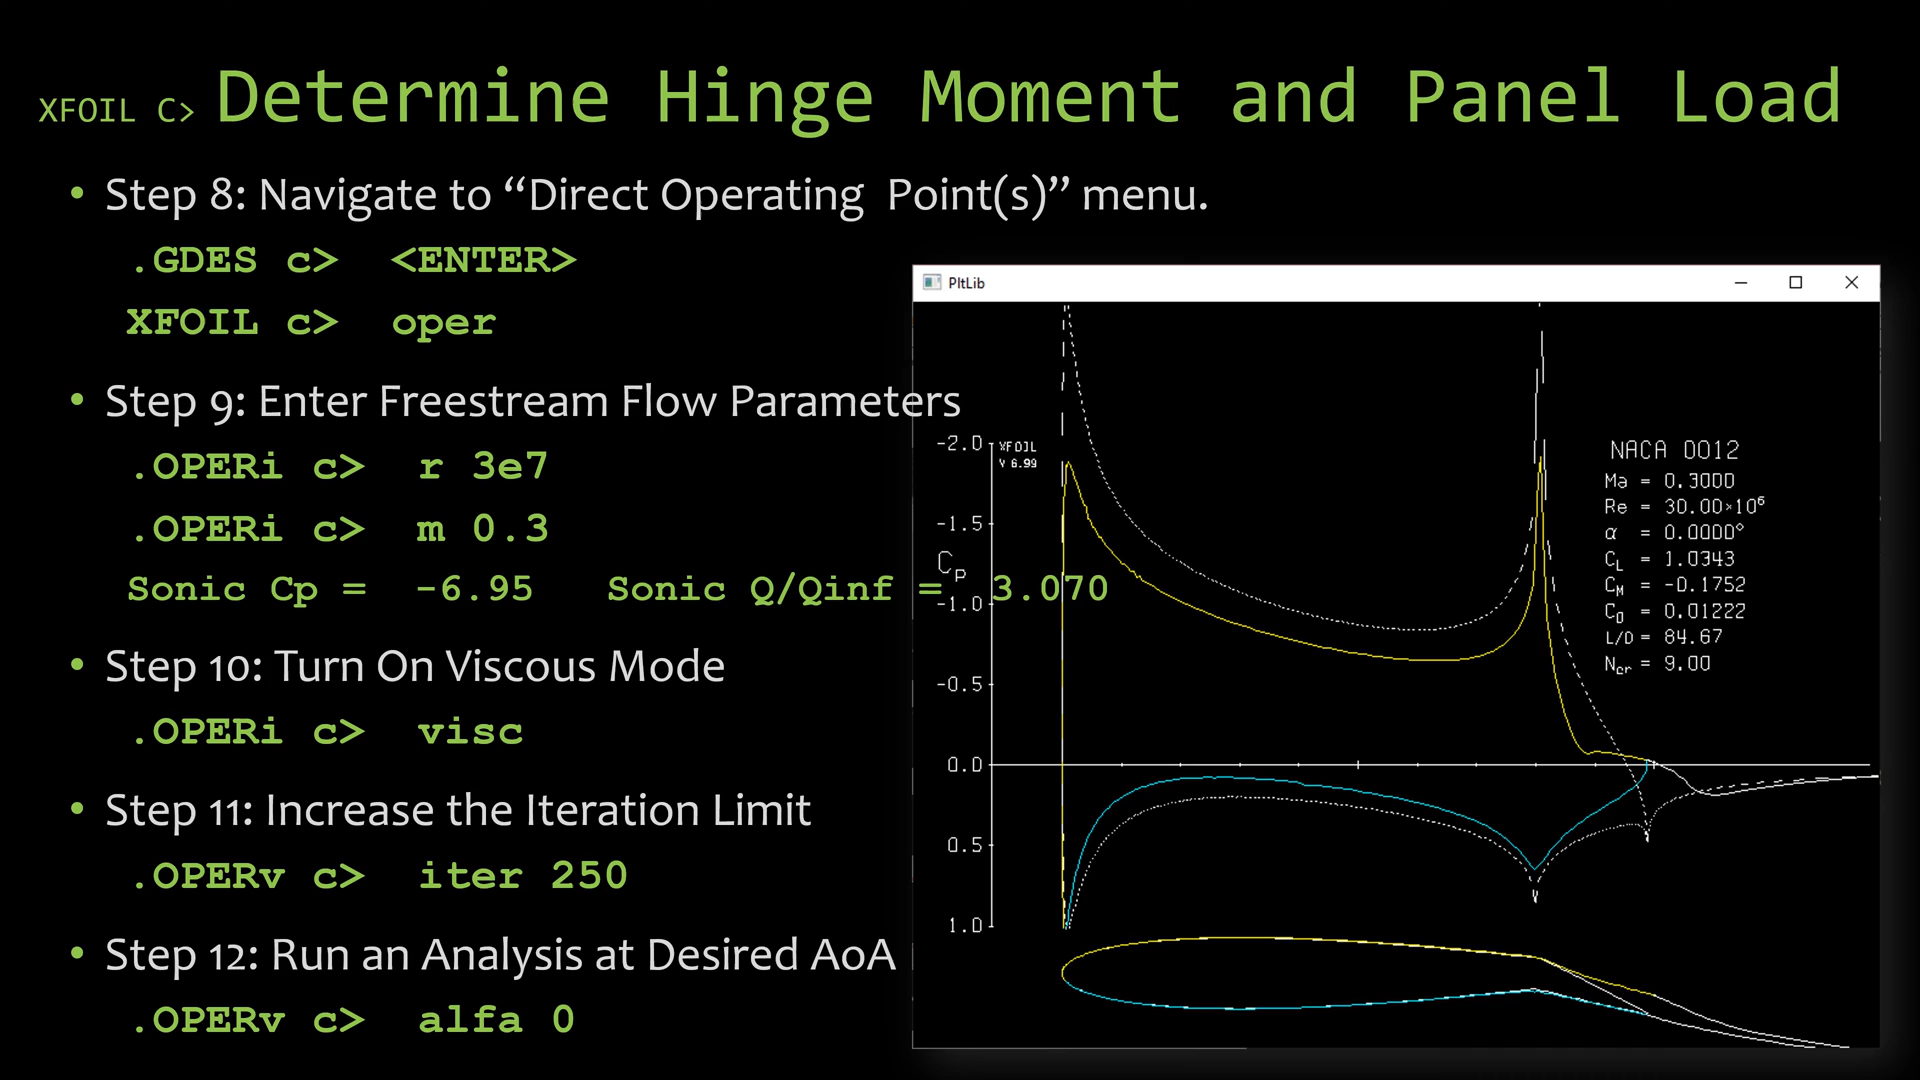 XFOIL C> Determine Hinge Moment and Panel Load
• Step 8: Navigate to “Direct Operating Point(s)” menu.
.GDES c> <ENTER>
XFOIL c> oper
• Step 9: Enter Freestream Flow Parameters
.OPERi c> r 3e7
.OPERi c> m 0.3
Sonic Cp = -6.95 Sonic Q/Qinf = 3.070
• Step 10: Turn On Viscous Mode
.OPERi c> visc
• Step 11: Increase the Iteration Limit
.OPERv c> iter 250
• Step 12: Run an Analysis at Desired AoA
.OPERv c> alfa 0
PltLib
XFOIL
V 6.99
-2.0
-1.5
CP
-1.0
-0.5
0.0
0.5
1.0
NACA 0012
Ma = 0.3000
Re = 30.00×10⁶
α = 0.0000°
CL = 1.0343
CM = -0.1752
CD = 0.01222
L/D = 84.67
Ncr = 9.00